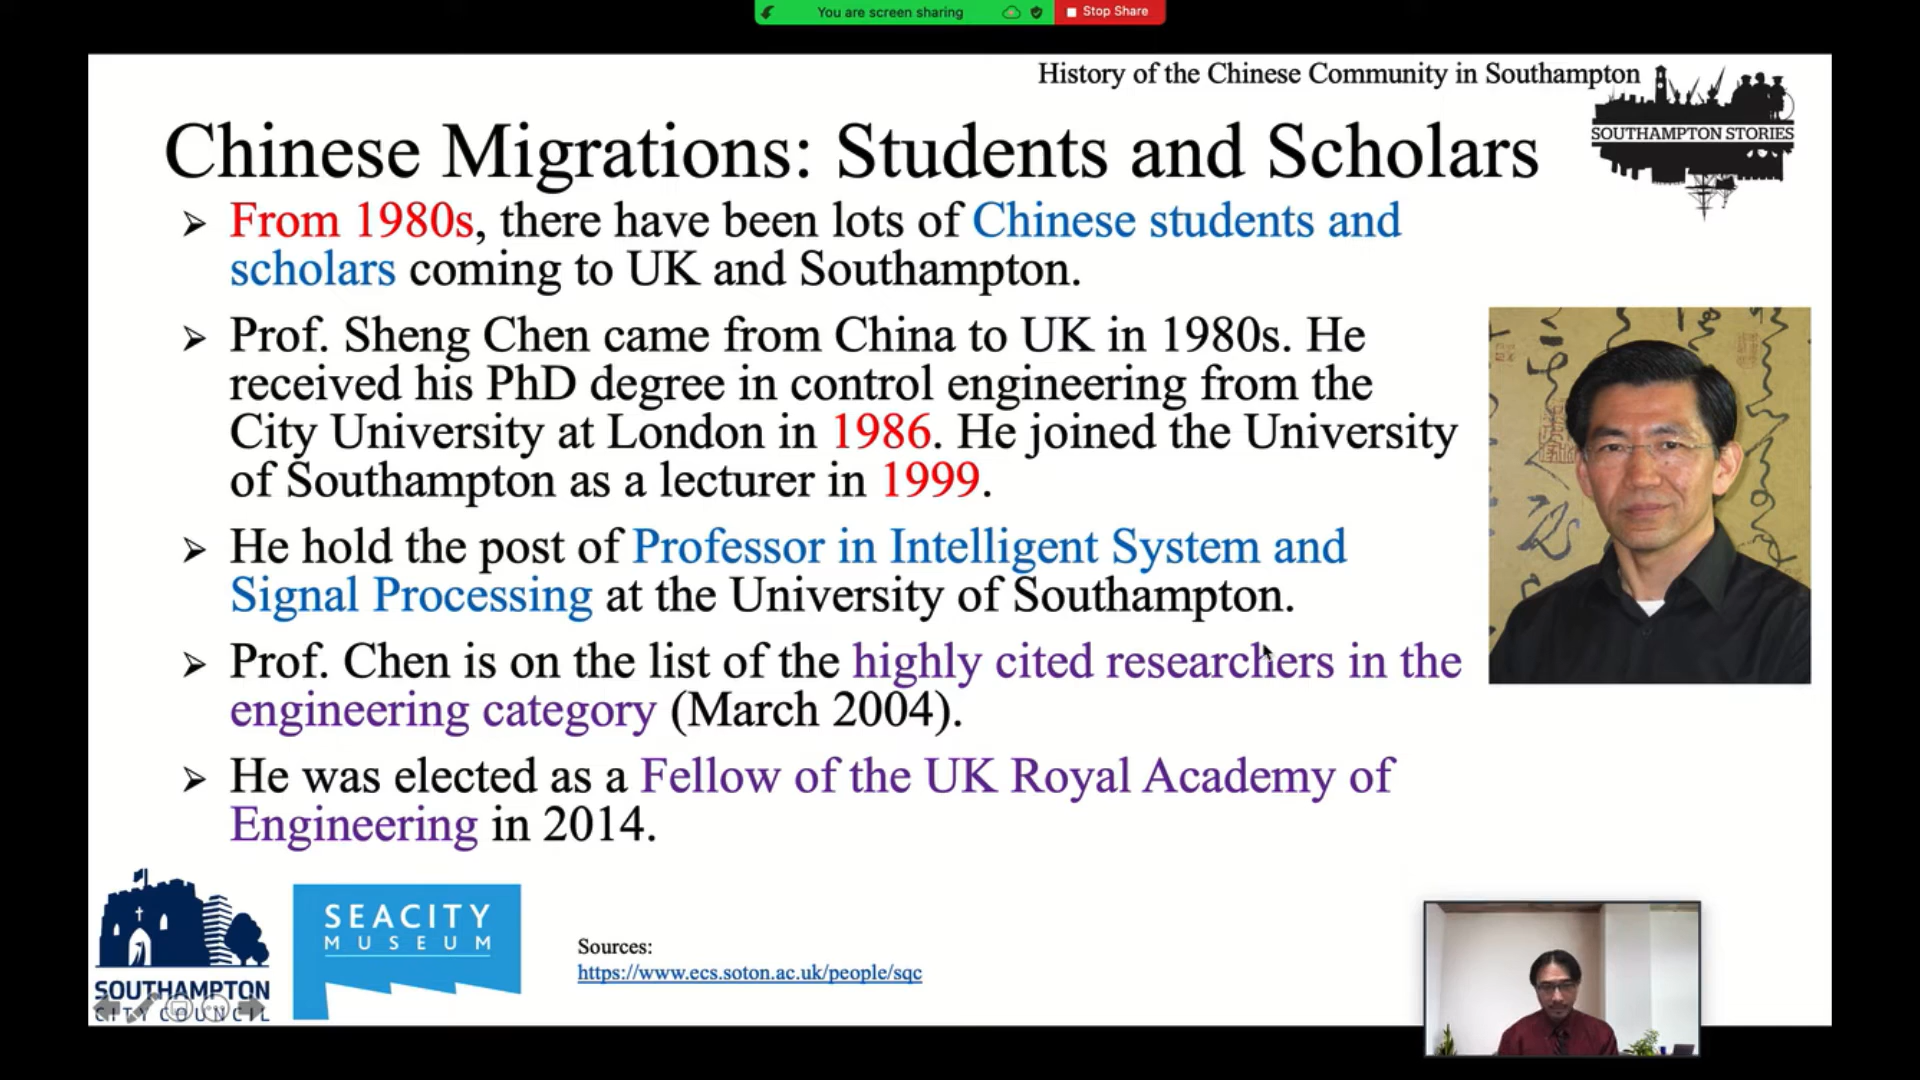 You are screen sharing
Stop Share
History of the Chinese Community in Southampton
SOUTHAMPTON STORIES
Chinese Migrations: Students and Scholars
➢ From 1980s, there have been lots of Chinese students and
scholars coming to UK and Southampton.
➢ Prof. Sheng Chen came from China to UK in 1980s. He
received his PhD degree in control engineering from the
City University at London in 1986. He joined the University
of Southampton as a lecturer in 1999.
➢ He hold the post of Professor in Intelligent System and
Signal Processing at the University of Southampton.
➢ Prof. Chen is on the list of the highly cited researchers in the
engineering category (March 2004).
➢ He was elected as a Fellow of the UK Royal Academy of
Engineering in 2014.
SOUTHAMPTON
CITY COUNCIL
SEACITY
MUSEUM
Sources:
https://www.ecs.soton.ac.uk/people/sqc